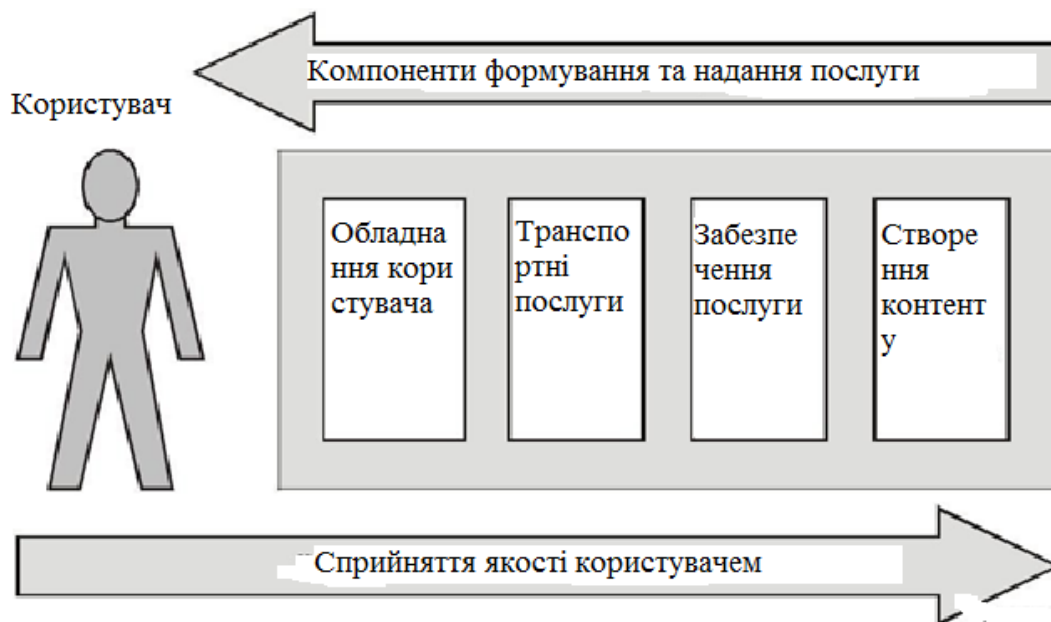 Компоненти формування та надання послуги
Користувач
Обладна
ння кори
стувача
Транспо
ртні
послуги
Забезпе
чення
послуги
Створе
ння
контент
у
Сприйняття якості користувачем